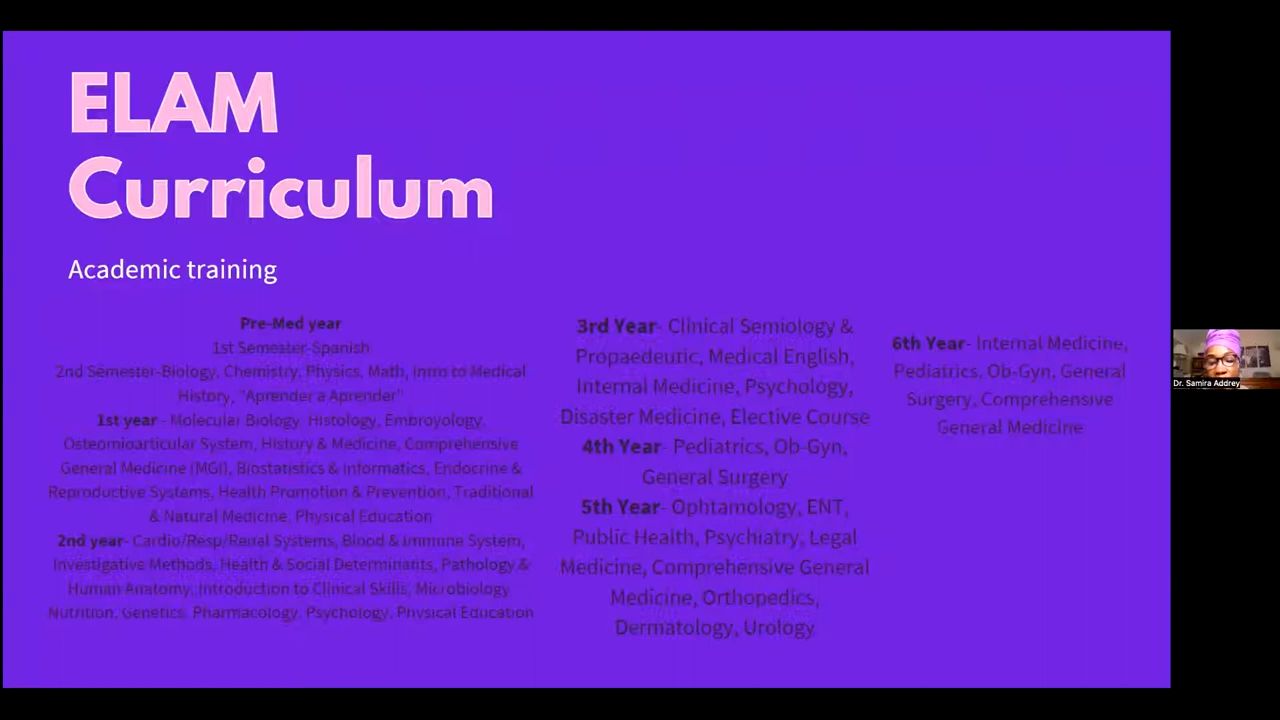 ELAM
Curriculum
Academic training
Pre-Med year
1st Semeater-Spanish
2nd Semester-Biology, Chemistry, Physics, Math, Intro to Medical
History, "Aprender a Aprender"
1st year - Molecular Biology, Histology, Embroyology,
Osteomioarticular System, History & Medicine, Comprehensive
General Medicine (MGI), Biostatistics & Informatics, Endocrine &
Reproductive Systems, Health Promotion & Prevention, Traditional
& Natural Medicine, Physical Education
2nd year- Cardio/Resp/Renal Systems, Blood & Immune System,
Investigative Methods, Health & Social Determinants, Pathology &
Human Anatomy, Introduction to Clinical Skills, Microbiology
Nutrition, Genetics, Pharmacology, Psychology, Physical Education
3rd Year- Clinical Semiology &
Propaedeutic, Medical English,
Internal Medicine, Psychology,
Disaster Medicine, Elective Course
4th Year- Pediatrics, Ob-Gyn,
General Surgery
5th Year- Ophtamology, ENT,
Public Health, Psychiatry, Legal
Medicine, Comprehensive General
Medicine, Orthopedics,
Dermatology, Urology
6th Year- Internal Medicine,
Pediatrics, Ob-Gyn, General
Surgery, Comprehensive
General Medicine
Dr. Samira Addrey